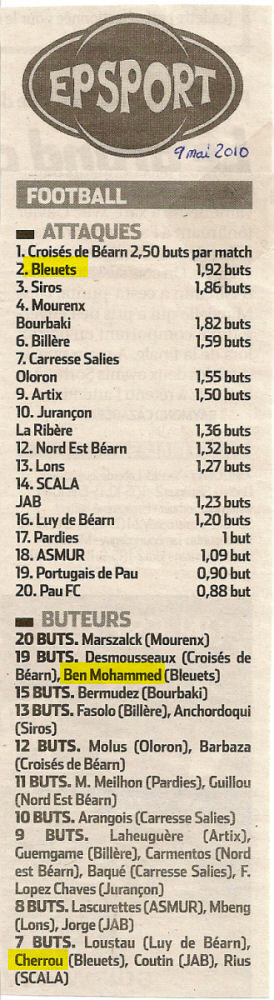 EPSPORT
9 mai 2010
FOOTBALL
ATTAQUES
1. Croisés de Béarn 2,50 buts par match
2. Bleuets 1,92 buts
3. Siros 1,86 buts
4. Mourenx
Bourbaki 1,82 buts
6. Billère 1,59 buts
7. Carresse Salies
Oloron 1,55 buts
9. Artix 1,50 buts
10. Jurançon
La Ribère 1,36 buts
12. Nord Est Béarn 1,32 buts
13. Lons 1,27 buts
14. SCALA
JAB 1,23 buts
16. Luy de Béarn 1,20 buts
17. Pardies 1 but
18. ASMUR 1,09 but
19. Portugais de Pau 0,90 but
20. Pau FC 0,88 but
BUTEURS
20 BUTS. Marszalck (Mourenx)
19 BUTS. Desmousseaux (Croisés de
Béarn), Ben Mohammed (Bleuets)
15 BUTS. Bermudez (Bourbaki)
13 BUTS. Fasolo (Billère), Anchordoqui
(Siros)
12 BUTS. Molus (Oloron), Barbaza
(Croisés de Béarn)
11 BUTS. M. Meilhon (Pardies), Guillou
(Nord Est Béarn)
10 BUTS. Arangois (Carresse Salies)
9 BUTS. Laheuguère (Artix),
Guemgame (Billère), Carmentos (Nord
est Béarn), Baqué (Carresse Salies), F.
Lopez Chaves (Jurançon)
8 BUTS. Lascurettes (ASMUR), Mbeng
(Lons), Jorge (JAB)
7 BUTS. Loustau (Luy de Béarn),
Cherrou (Bleuets), Coutin (JAB), Rius
(SCALA)